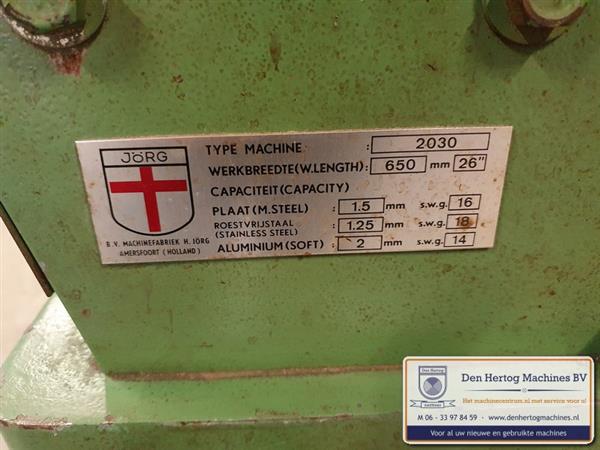 JÖRG
B.V. MACHINEFABRIEK H. JÖRG
AMERSFOORT (HOLLAND)
TYPE MACHINE : 2030
WERKBREEDTE(W.LENGTH): 650 mm 26"
CAPACITEIT(CAPACITY)
PLAAT(M.STEEL) : 1.5 mm s.w.g. 16
ROESTVRIJSTAAL
(STAINLESS STEEL) : 1.25 mm s.w.g. 18
ALUMINIUM(SOFT) : 2 mm s.w.g. 14
Den Hertog Machines BV
Het machinecentrum.nl met service voor u!
M 06 - 33 97 84 59 · www.denhertogmachines.nl
Voor al uw nieuwe en gebruikte machines